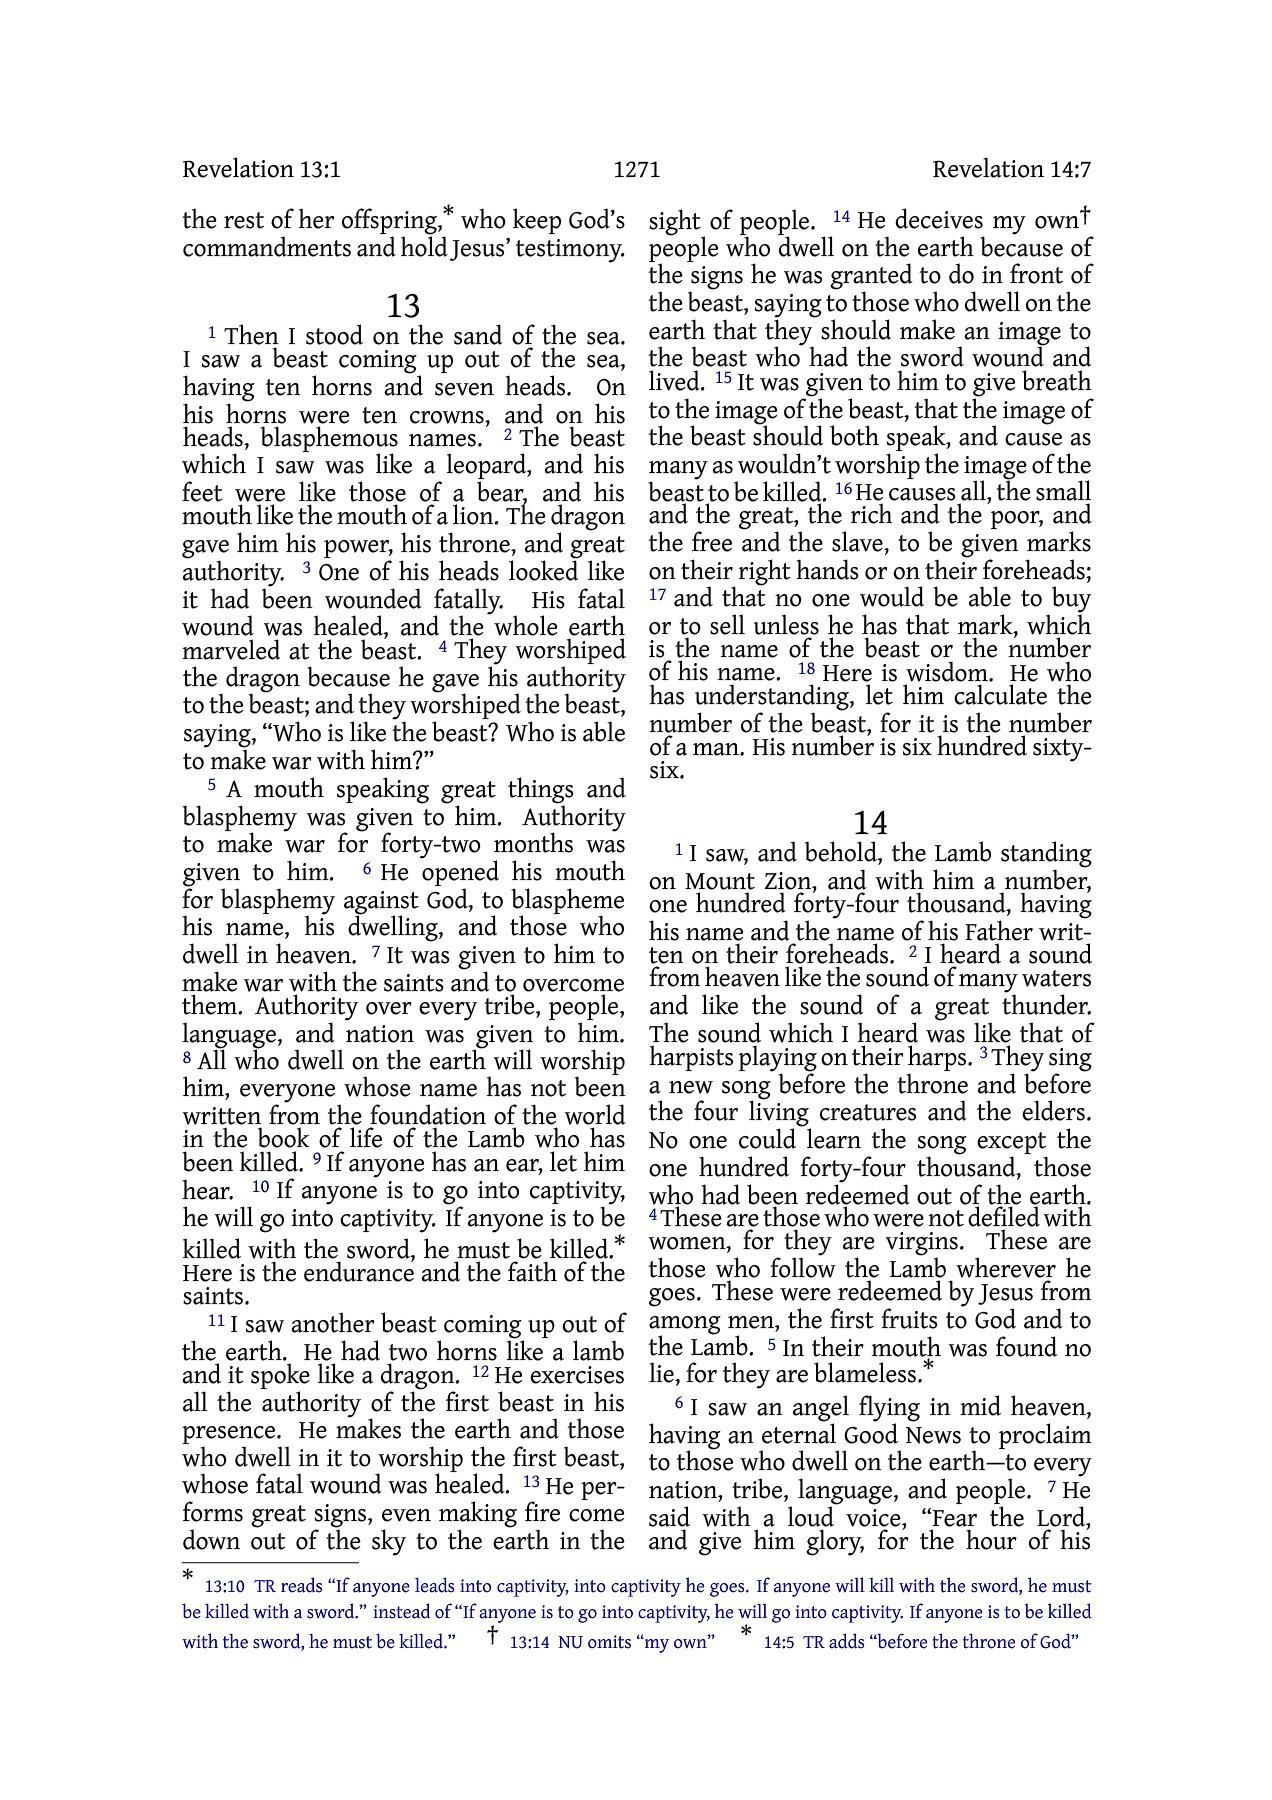 Revelation 13:1 1271 Revelation 14:7
the rest of her offspring,* who keep God’s
commandments and hold Jesus’ testimony.
13
1 Then I stood on the sand of the sea.
I saw a beast coming up out of the sea,
having ten horns and seven heads. On
his horns were ten crowns, and on his
heads, blasphemous names. 2 The beast
which I saw was like a leopard, and his
feet were like those of a bear, and his
mouth like the mouth of a lion. The dragon
gave him his power, his throne, and great
authority. 3 One of his heads looked like
it had been wounded fatally. His fatal
wound was healed, and the whole earth
marveled at the beast. 4 They worshiped
the dragon because he gave his authority
to the beast; and they worshiped the beast,
saying, “Who is like the beast? Who is able
to make war with him?”
5 A mouth speaking great things and
blasphemy was given to him. Authority
to make war for forty-two months was
given to him. 6 He opened his mouth
for blasphemy against God, to blaspheme
his name, his dwelling, and those who
dwell in heaven. 7 It was given to him to
make war with the saints and to overcome
them. Authority over every tribe, people,
language, and nation was given to him.
8 All who dwell on the earth will worship
him, everyone whose name has not been
written from the foundation of the world
in the book of life of the Lamb who has
been killed. 9 If anyone has an ear, let him
hear. 10 If anyone is to go into captivity,
he will go into captivity. If anyone is to be
killed with the sword, he must be killed.*
Here is the endurance and the faith of the
saints.
11 I saw another beast coming up out of
the earth. He had two horns like a lamb
and it spoke like a dragon. 12 He exercises
all the authority of the first beast in his
presence. He makes the earth and those
who dwell in it to worship the first beast,
whose fatal wound was healed. 13 He per-
forms great signs, even making fire come
down out of the sky to the earth in the
sight of people. 14 He deceives my own†
people who dwell on the earth because of
the signs he was granted to do in front of
the beast, saying to those who dwell on the
earth that they should make an image to
the beast who had the sword wound and
lived. 15 It was given to him to give breath
to the image of the beast, that the image of
the beast should both speak, and cause as
many as wouldn’t worship the image of the
beast to be killed. 16 He causes all, the small
and the great, the rich and the poor, and
the free and the slave, to be given marks
on their right hands or on their foreheads;
17 and that no one would be able to buy
or to sell unless he has that mark, which
is the name of the beast or the number
of his name. 18 Here is wisdom. He who
has understanding, let him calculate the
number of the beast, for it is the number
of a man. His number is six hundred sixty-
six.
14
1 I saw, and behold, the Lamb standing
on Mount Zion, and with him a number,
one hundred forty-four thousand, having
his name and the name of his Father writ-
ten on their foreheads. 2 I heard a sound
from heaven like the sound of many waters
and like the sound of a great thunder.
The sound which I heard was like that of
harpists playing on their harps. 3 They sing
a new song before the throne and before
the four living creatures and the elders.
No one could learn the song except the
one hundred forty-four thousand, those
who had been redeemed out of the earth.
4 These are those who were not defiled with
women, for they are virgins. These are
those who follow the Lamb wherever he
goes. These were redeemed by Jesus from
among men, the first fruits to God and to
the Lamb. 5 In their mouth was found no
lie, for they are blameless.*
6 I saw an angel flying in mid heaven,
having an eternal Good News to proclaim
to those who dwell on the earth—to every
nation, tribe, language, and people. 7 He
said with a loud voice, “Fear the Lord,
and give him glory, for the hour of his
* 13:10 TR reads “If anyone leads into captivity, into captivity he goes. If anyone will kill with the sword, he must
be killed with a sword.” instead of “If anyone is to go into captivity, he will go into captivity. If anyone is to be killed
with the sword, he must be killed.” † 13:14 NU omits “my own” * 14:5 TR adds “before the throne of God”